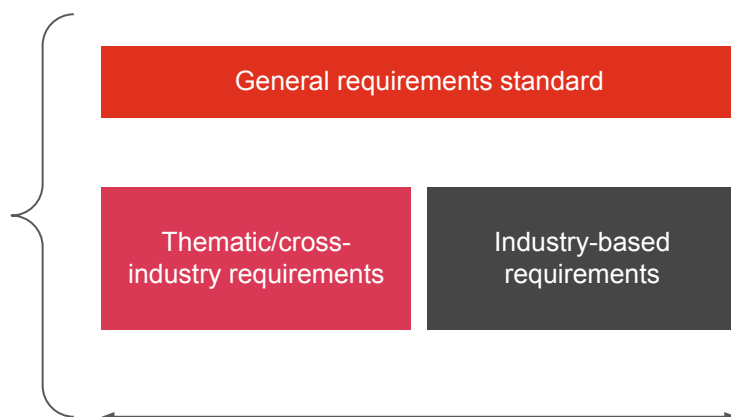 General requirements standard
Thematic/cross-
industry requirements
Industry-based
requirements